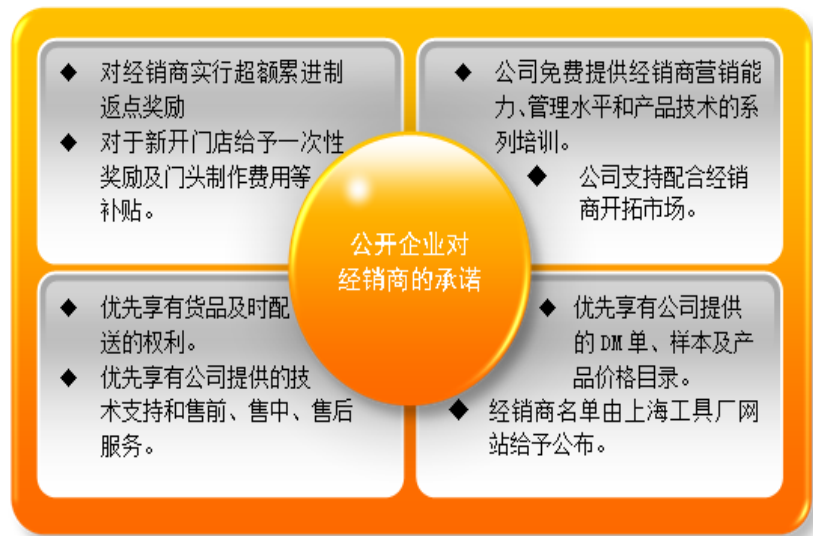 ◆ 对经销商实行超额累进制
返点奖励
◆ 对于新开门店给予一次性
奖励及门头制作费用等
补贴。
◆ 公司免费提供经销商营销能
力、管理水平和产品技术的系
列培训。
◆ 公司支持配合经销
商开拓市场。
公开企业对
经销商的承诺
◆ 优先享有货品及时配
送的权利。
◆ 优先享有公司提供的技
术支持和售前、售中、售后
服务。
◆ 优先享有公司提供
的 DM 单、样本及产
品价格目录。
◆ 经销商名单由上海工具厂网
站给予公布。